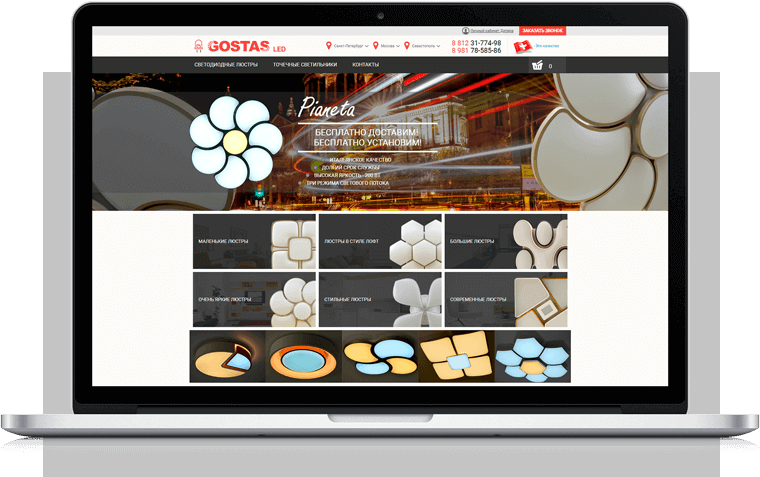 Личный кабинет Дилера
ЗАКАЗАТЬ ЗВОНОК
GOSTAS LED
Санкт-Петербург
Москва
Севастополь
8 812 31-774-98
8 981 78-585-86
Это качество
СВЕТОДИОДНЫЕ ЛЮСТРЫ
ТОЧЕЧНЫЕ СВЕТИЛЬНИКИ
КОНТАКТЫ
0
Pianeta
БЕСПЛАТНО ДОСТАВИМ!
БЕСПЛАТНО УСТАНОВИМ!
ИТАЛЬЯНСКОЕ КАЧЕСТВО
ДОЛГИЙ СРОК СЛУЖБЫ
ВЫСОКАЯ ЯРКОСТЬ - 200 ВТ
ТРИ РЕЖИМА СВЕТОВОГО ПОТОКА
МАЛЕНЬКИЕ ЛЮСТРЫ
ЛЮСТРЫ В СТИЛЕ ЛОФТ
БОЛЬШИЕ ЛЮСТРЫ
ОЧЕНЬ ЯРКИЕ ЛЮСТРЫ
СТИЛЬНЫЕ ЛЮСТРЫ
СОВРЕМЕННЫЕ ЛЮСТРЫ